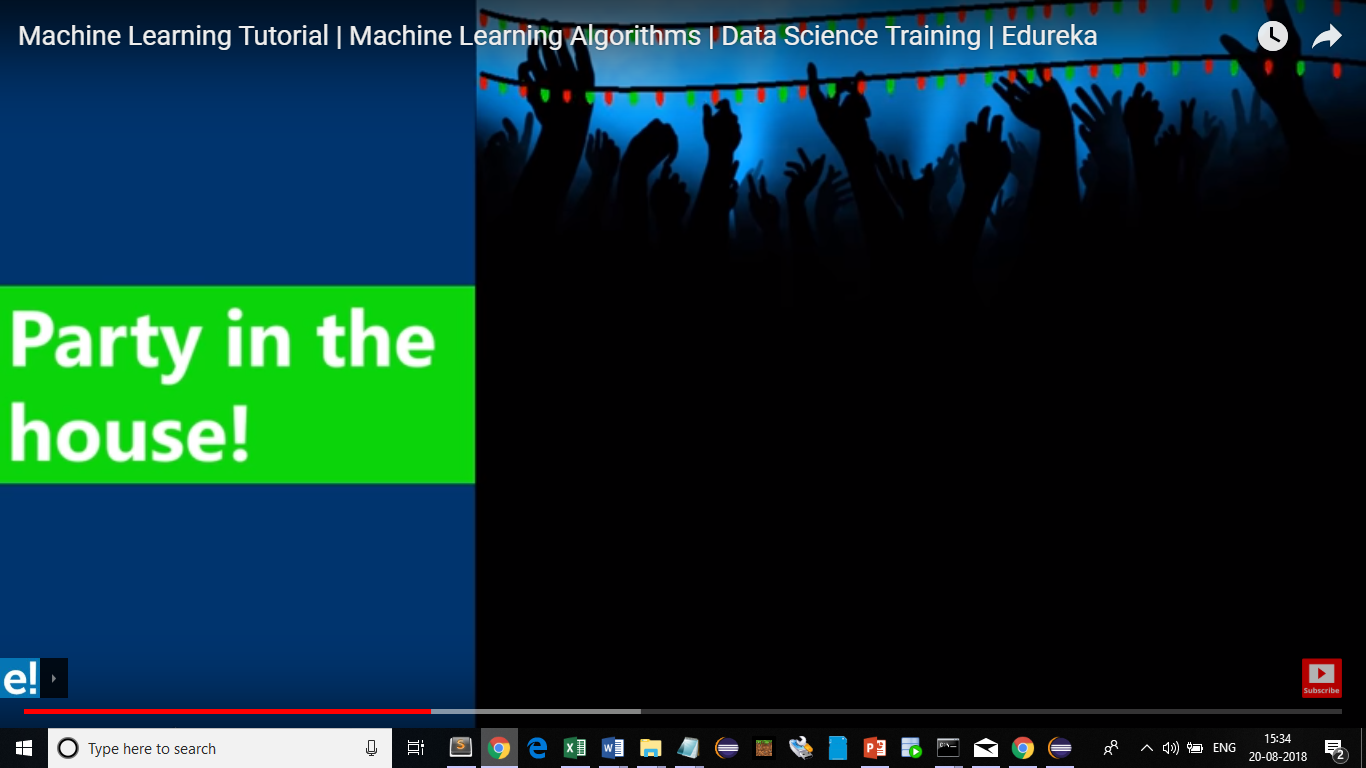 Machine Learning Tutorial | Machine Learning Algorithms | Data Science Training | Edureka
Party in the
house!
e!
Subscribe
Type here to search
ENG
15:34
20-08-2018
2